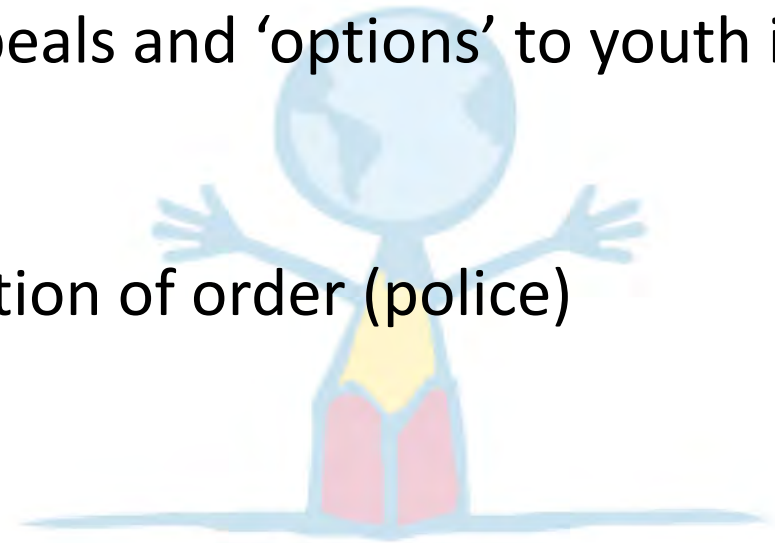 peals and ‘options’ to youth i
tion of order (police)